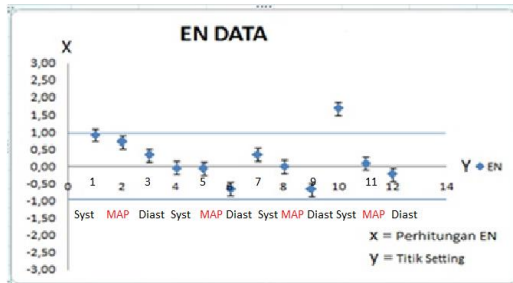 EN DATA
X
3,00
2,50
2,00
1,50
1,00
0,50
0,00
-0,50
-1,00
-1,50
-2,00
-2,50
-3,00
Y EN
0 1 2 3 4 5 6 7 8 9 10 11 12 14
Syst MAP Diast Syst MAP Diast Syst MAP Diast Syst MAP Diast
X = Perhitungan EN
Y = Titik Setting